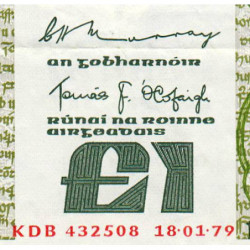 C H Murray
an gobharnóir
Tomás F. Ó Cofaigh
rúnaí na roinne
airgeadais
£1
KDB 432508 18·01·79